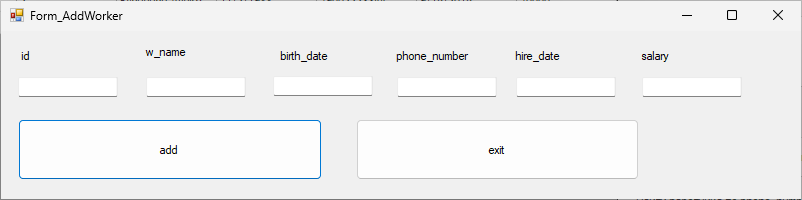 Form_AddWorker
id w_name birth_date phone_number hire_date salary
add exit